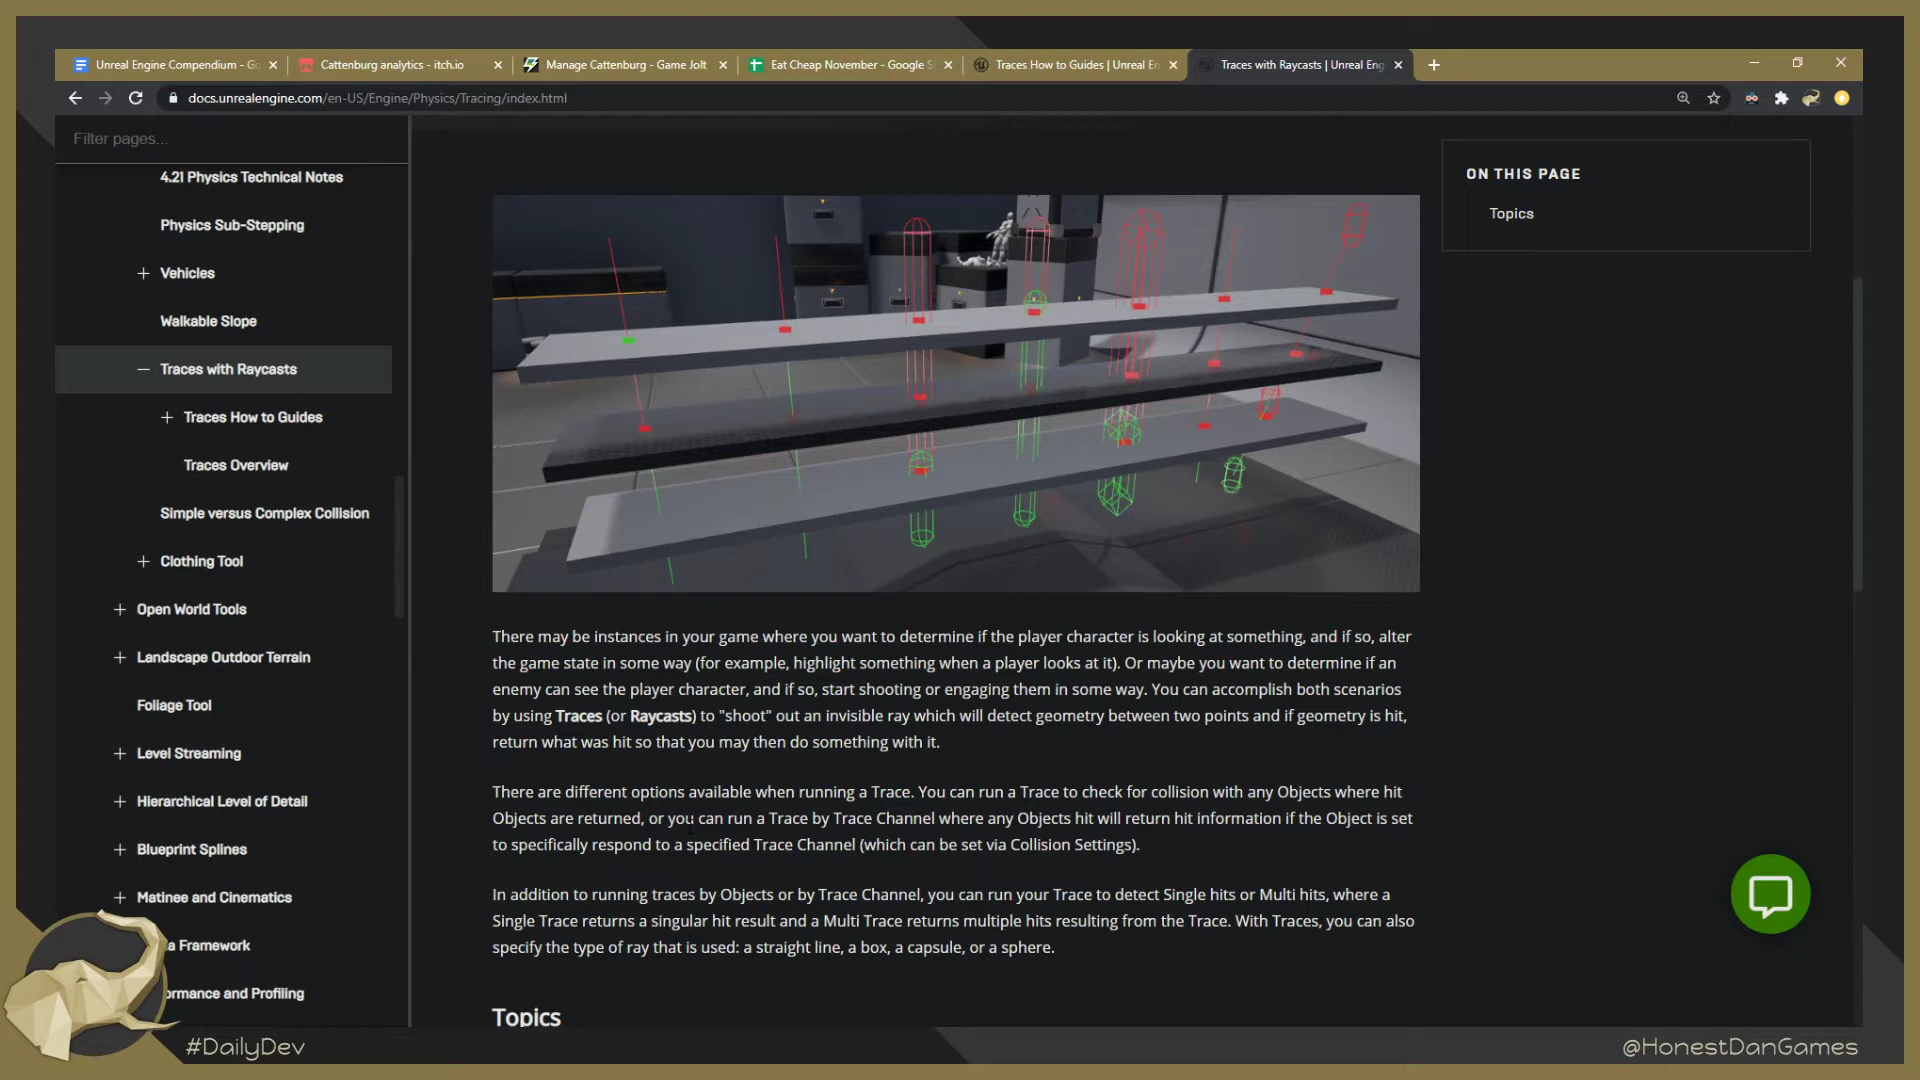 Unreal Engine Compendium - Go
Cattenburg analytics - itch.io
Manage Cattenburg - Game Jolt
Eat Cheap November - Google S
Traces How to Guides | Unreal En
Traces with Raycasts | Unreal Eng
docs.unrealengine.com/en-US/Engine/Physics/Tracing/index.html
Filter pages...
4.21 Physics Technical Notes
Physics Sub-Stepping
Vehicles
Walkable Slope
Traces with Raycasts
Traces How to Guides
Traces Overview
Simple versus Complex Collision
Clothing Tool
Open World Tools
Landscape Outdoor Terrain
Foliage Tool
Level Streaming
Hierarchical Level of Detail
Blueprint Splines
Matinee and Cinematics
a Framework
ormance and Profiling
ON THIS PAGE
Topics
There may be instances in your game where you want to determine if the player character is looking at something, and if so, alter
the game state in some way (for example, highlight something when a player looks at it). Or maybe you want to determine if an
enemy can see the player character, and if so, start shooting or engaging them in some way. You can accomplish both scenarios
by using Traces (or Raycasts) to "shoot" out an invisible ray which will detect geometry between two points and if geometry is hit,
return what was hit so that you may then do something with it.
There are different options available when running a Trace. You can run a Trace to check for collision with any Objects where hit
Objects are returned, or you can run a Trace by Trace Channel where any Objects hit will return hit information if the Object is set
to specifically respond to a specified Trace Channel (which can be set via Collision Settings).
In addition to running traces by Objects or by Trace Channel, you can run your Trace to detect Single hits or Multi hits, where a
Single Trace returns a singular hit result and a Multi Trace returns multiple hits resulting from the Trace. With Traces, you can also
specify the type of ray that is used: a straight line, a box, a capsule, or a sphere.
Topics
#DailyDev
@HonestDanGames